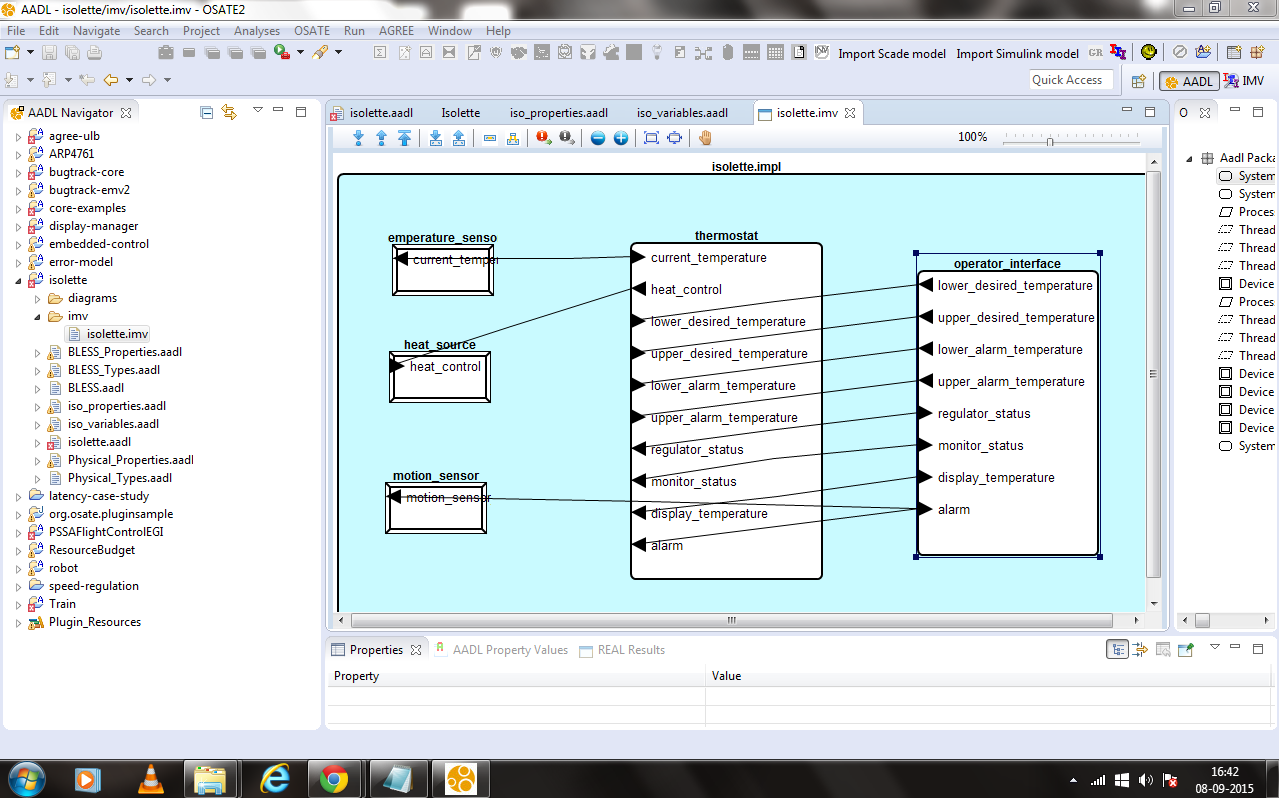 AADL - isolette/imv/isolette.imv - OSATE2
File Edit Navigate Search Project Analyses OSATE Run AGREE Window Help
Import Scade model Import Simulink model GR
Quick Access AADL IMV
AADL Navigator
agree-ulb
ARP4761
bugtrack-core
bugtrack-emv2
core-examples
display-manager
embedded-control
error-model
isolette
diagrams
imv
isolette.imv
BLESS_Properties.aadl
BLESS_Types.aadl
BLESS.aadl
iso_properties.aadl
iso_variables.aadl
isolette.aadl
Physical_Properties.aadl
Physical_Types.aadl
latency-case-study
org.osate.pluginsample
PSSAFlightControlEGI
ResourceBudget
robot
speed-regulation
Train
Plugin_Resources
isolette.aadl Isolette iso_properties.aadl iso_variables.aadl isolette.imv
100%
isolette.impl
emperature_senso
current_temper
heat_source
heat_control
motion_sensor
motion_sensor
thermostat
current_temperature
heat_control
lower_desired_temperature
upper_desired_temperature
lower_alarm_temperature
upper_alarm_temperature
regulator_status
monitor_status
display_temperature
alarm
operator_interface
lower_desired_temperature
upper_desired_temperature
lower_alarm_temperature
upper_alarm_temperature
regulator_status
monitor_status
display_temperature
alarm
O
Aadl Packa
System
System
Proces
Thread
Thread
Thread
Device
Proces
Thread
Thread
Thread
Device
Device
Device
Device
System
Properties AADL Property Values REAL Results
Property Value
16:42
08-09-2015